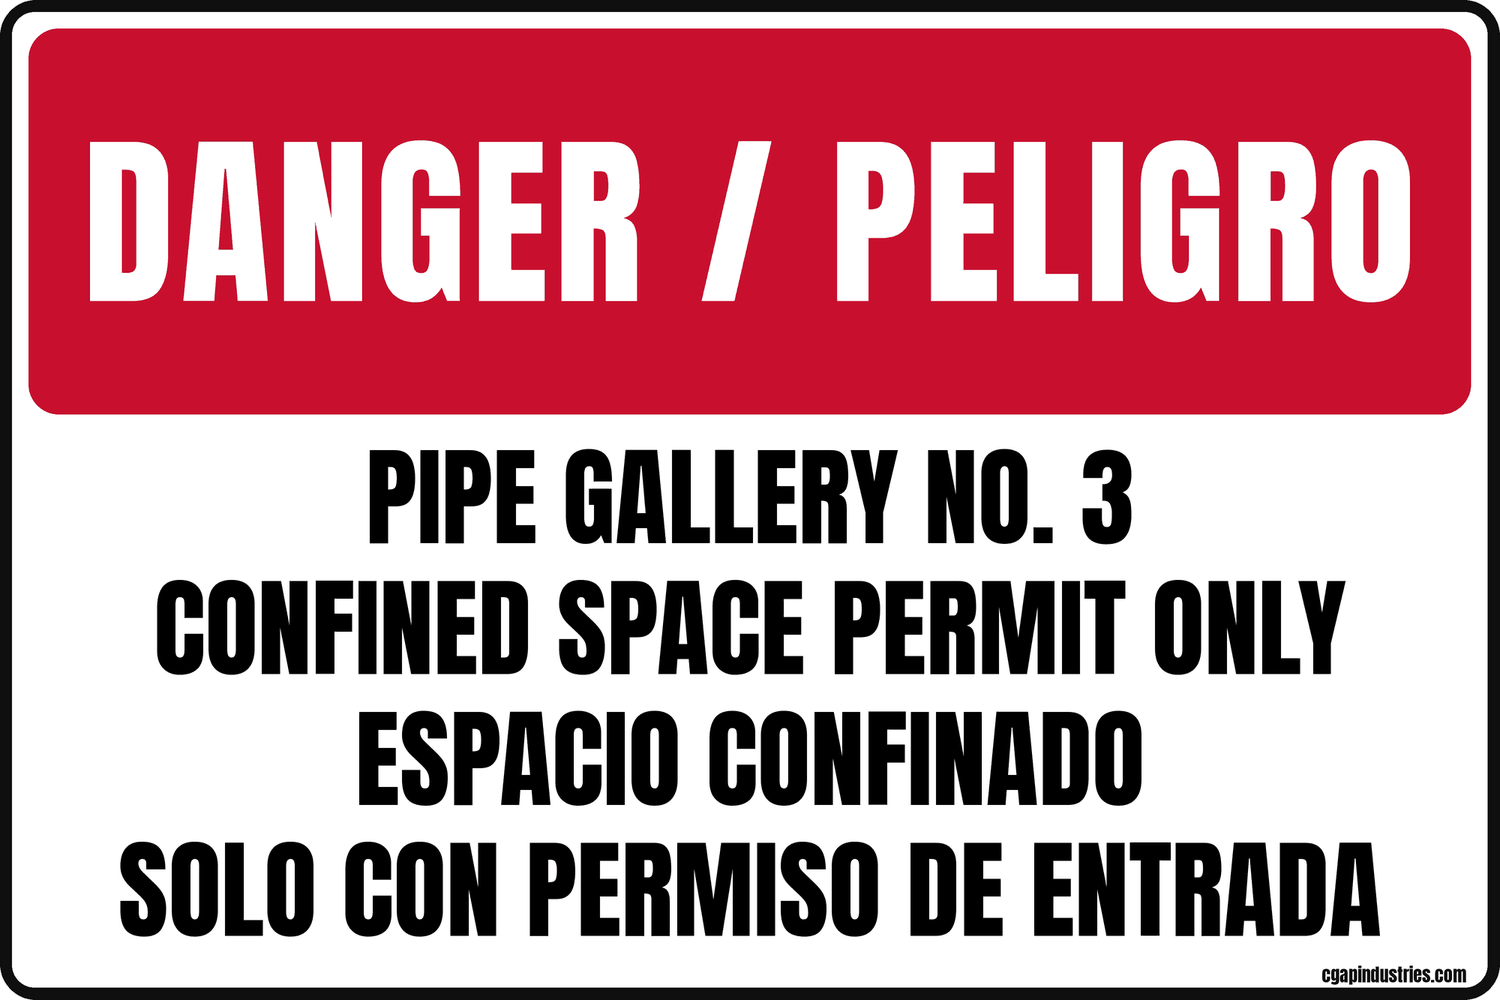 DANGER / PELIGRO
PIPE GALLERY NO. 3
CONFINED SPACE PERMIT ONLY
ESPACIO CONFINADO
SOLO CON PERMISO DE ENTRADA
cgapindustries.com